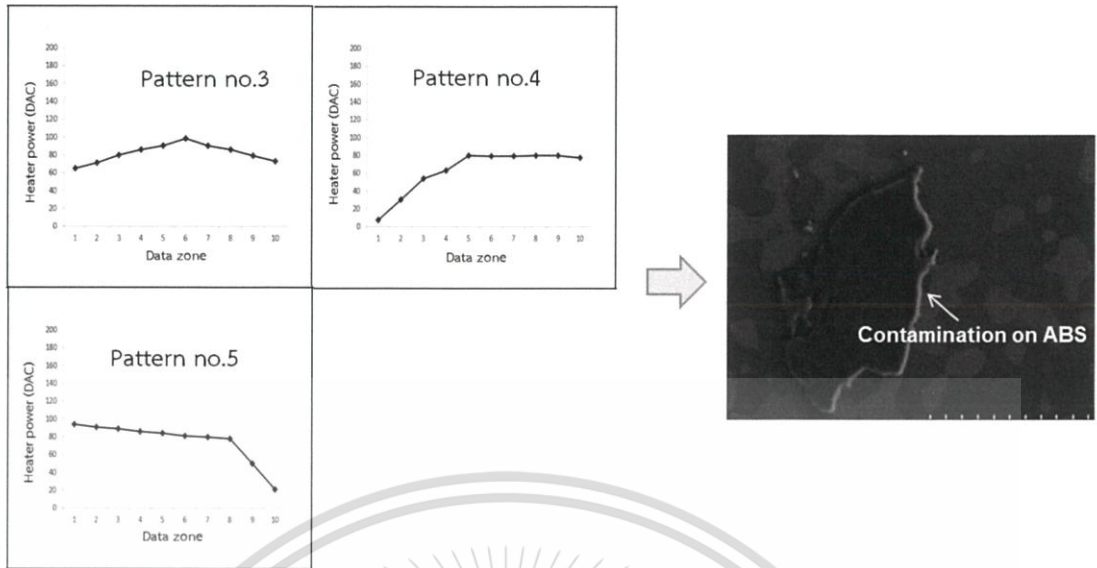 Pattern no.3
Heater power (DAC)
200
180
160
140
120
100
80
60
40
20
0
1 2 3 4 5 6 7 8 9 10
Data zone
Pattern no.4
Heater power (DAC)
200
180
160
140
120
100
80
60
40
20
0
1 2 3 4 5 6 7 8 9 10
Data zone
Contamination on ABS
Pattern no.5
Heater power (DAC)
200
180
160
140
120
100
80
60
40
20
0
1 2 3 4 5 6 7 8 9 10
Data zone